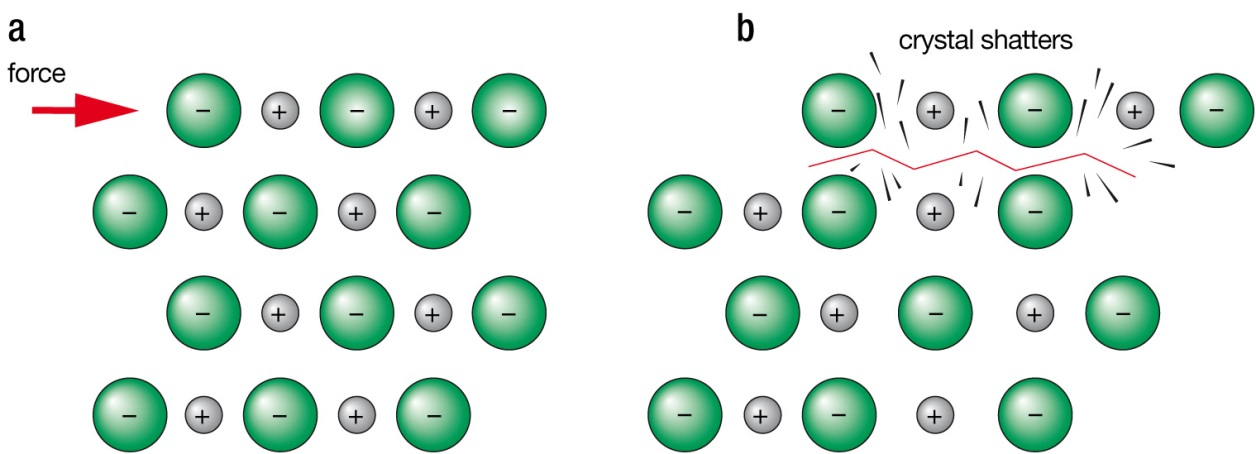 a
force
− + − + −
− + − + −
− + − + −
− + − + −
b
crystal shatters
− + − + −
− + − + −
− + − + −
− + − + −